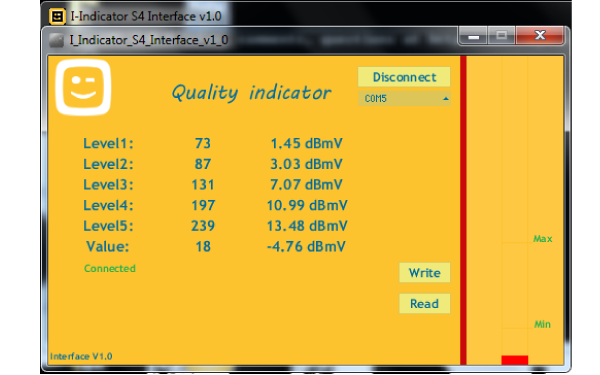 I-Indicator S4 Interface v1.0
I_Indicator_S4_Interface_v1_0
Quality indicator
Disconnect
COM5
Level1: 73 1.45 dBmV
Level2: 87 3.03 dBmV
Level3: 131 7.07 dBmV
Level4: 197 10.99 dBmV
Level5: 239 13.48 dBmV
Value: 18 -4.76 dBmV
Connected
Write
Read
Max
Min
Interface V1.0